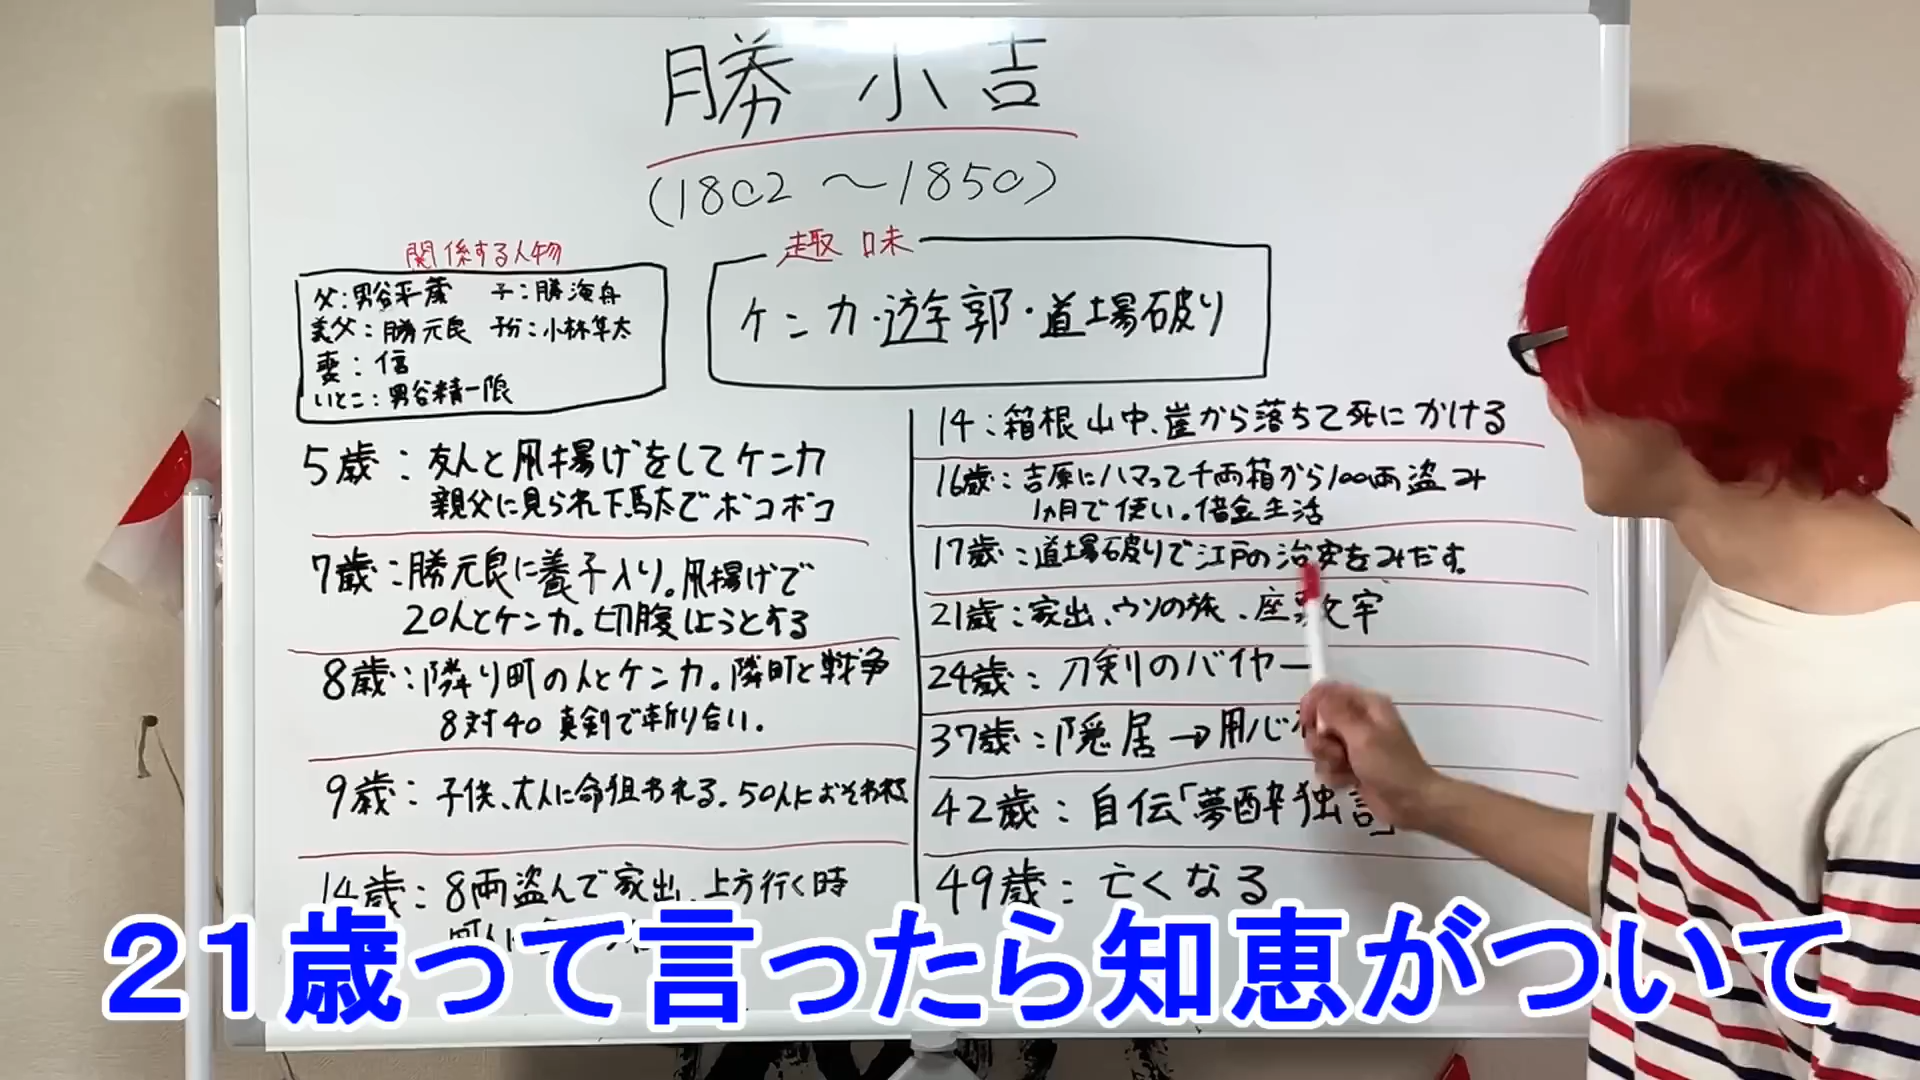 勝 小吉
(1802 〜1850)
関係する人物
父:男谷平蔵 子:勝海舟
義父:勝元良 子分:小林隼太
妻:信
いとこ:男谷精一郎
趣味
ケンカ・遊郭・道場破り
5歳:友人と凧揚げをしてケンカ
親父に見られ下駄でボコボコ
7歳:勝元良に養子入り。凧揚げで
20人とケンカ。切腹しようとする
8歳:隣り町の人とケンカ。隣町と戦争
8対40 真剣で斬り合い。
9歳:子供、大人に命狙われる。50人におそわれる
14歳:8両盗んで家出、上方行く時
14:箱根山中、崖から落ちて死にかける
16歳:吉原にハマって千両箱から100両盗み
1ヵ月で使い。借金生活
17歳:道場破りで江戸の治安をみだす。
21歳:家出、ウソの旅、座敷牢
24歳:刀剣のバイヤー
37歳:隠居→用心
42歳:自伝「夢酔独言」
49歳:亡くなる
21歳って言ったら知恵がついて